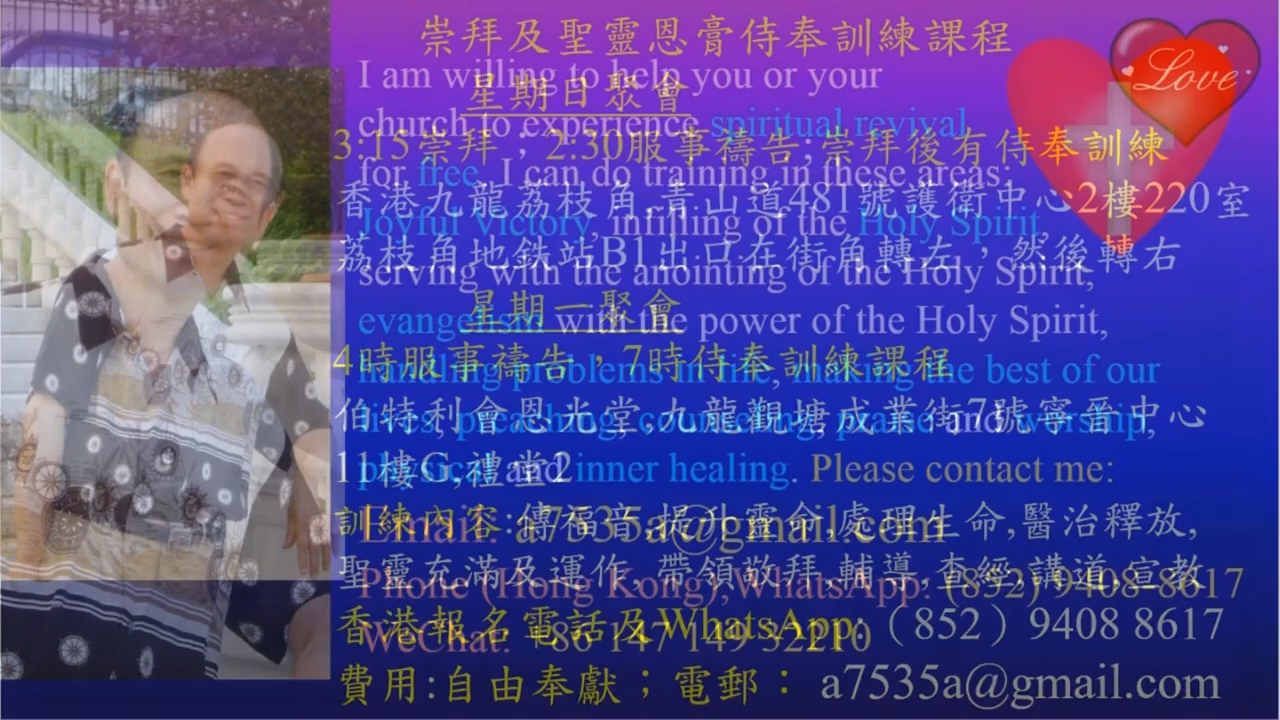 崇拜及聖靈恩膏侍奉訓練課程
Love
I am willing to help you or your
星期日聚會
church to experience spiritual revival
3:15崇拜，2:30服事禱告;崇拜後有侍奉訓練
for free. I can do training in these areas:
香港九龍荔枝角,青山道481號護衛中心2樓220室
Joyful Victory, infilling of the Holy Spirit,
荔枝角地鉄站B1出口在街角轉左，然後轉右
serving with the anointing of the Holy Spirit,
星期一聚會
evangelism with the power of the Holy Spirit,
4時服事禱告，7時侍奉訓練課程
handling problems in life, making the best of our
伯特利會恩光堂,九龍觀塘,成業街7號寧晉中心
lives, preaching, counseling, praise and worship,
11樓G,禮堂2
physical and inner healing. Please contact me:
訓練內容:傳福音,提升靈命,處理生命,醫治釋放,
Email: a7535a@gmail.com
聖靈充滿及運作, 帶領敬拜,輔導,查經,講道,宣教
Phone (Hong Kong),WhatsApp: (852) 9408-8617
香港報名電話及WhatsApp:（852）9408 8617
WeChat: 86 147 149 32210
費用:自由奉獻；電郵： a7535a@gmail.com